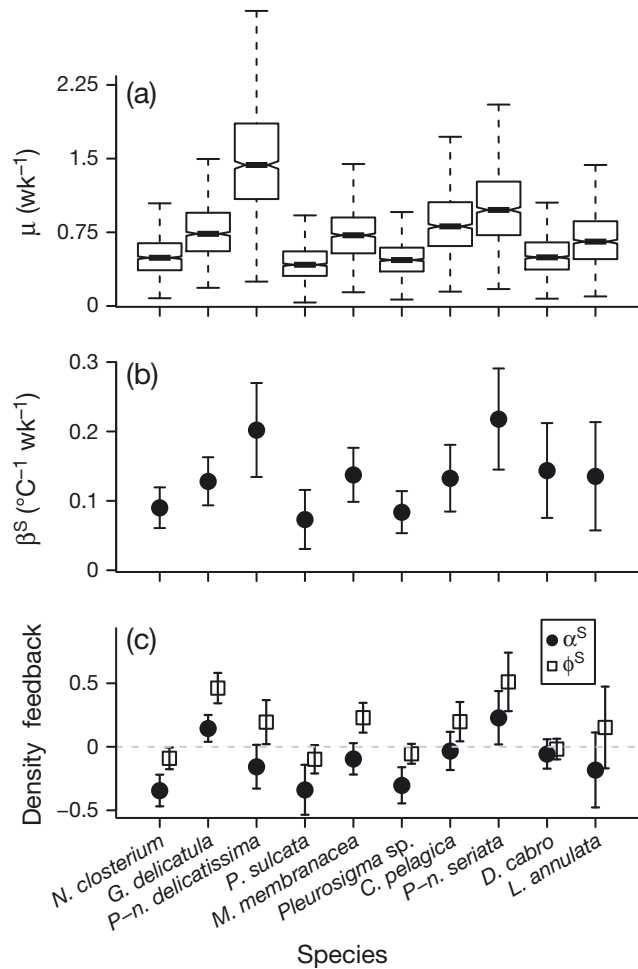 (a)
2.25
1.5
0.75
0
μ (wk⁻¹)
(b)
0.3
0.2
0.1
0
βˢ (°C⁻¹ wk⁻¹)
(c)
αˢ
ϕˢ
0.5
0
−0.5
Density feedback
N. closterium
G. delicatula
P−n. delicatissima
P. sulcata
M. membranacea
Pleurosigma sp.
C. pelagica
P−n. seriata
D. cabro
L. annulata
Species